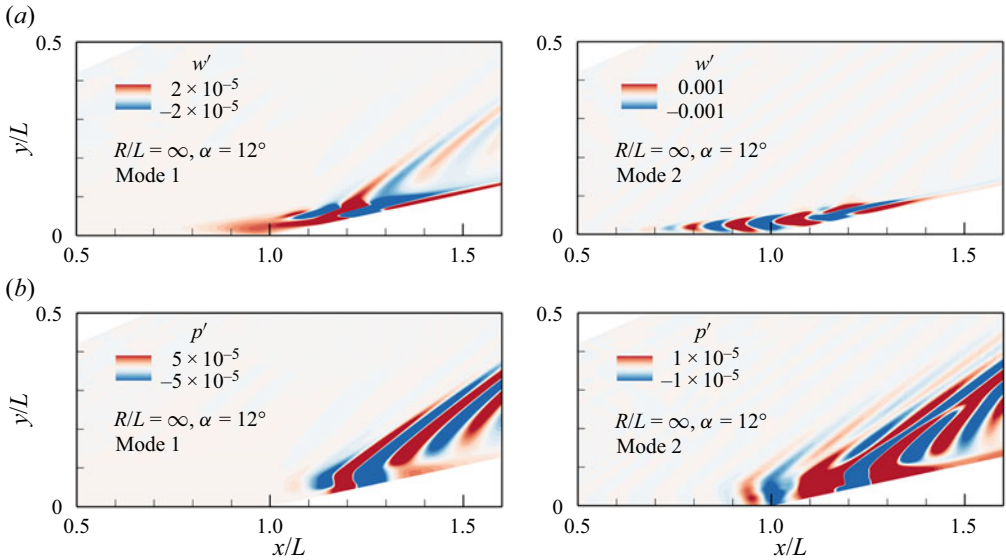 (a)
0.5
y/L
0
w′
2 × 10⁻⁵
–2 × 10⁻⁵
R/L = ∞, α = 12°
Mode 1
0.5 1.0 1.5
0.5
0
w′
0.001
–0.001
R/L = ∞, α = 12°
Mode 2
0.5 1.0 1.5
(b)
0.5
y/L
0
p′
5 × 10⁻⁵
–5 × 10⁻⁵
R/L = ∞, α = 12°
Mode 1
0.5 1.0 1.5
x/L
0.5
0
p′
1 × 10⁻⁵
–1 × 10⁻⁵
R/L = ∞, α = 12°
Mode 2
0.5 1.0 1.5
x/L